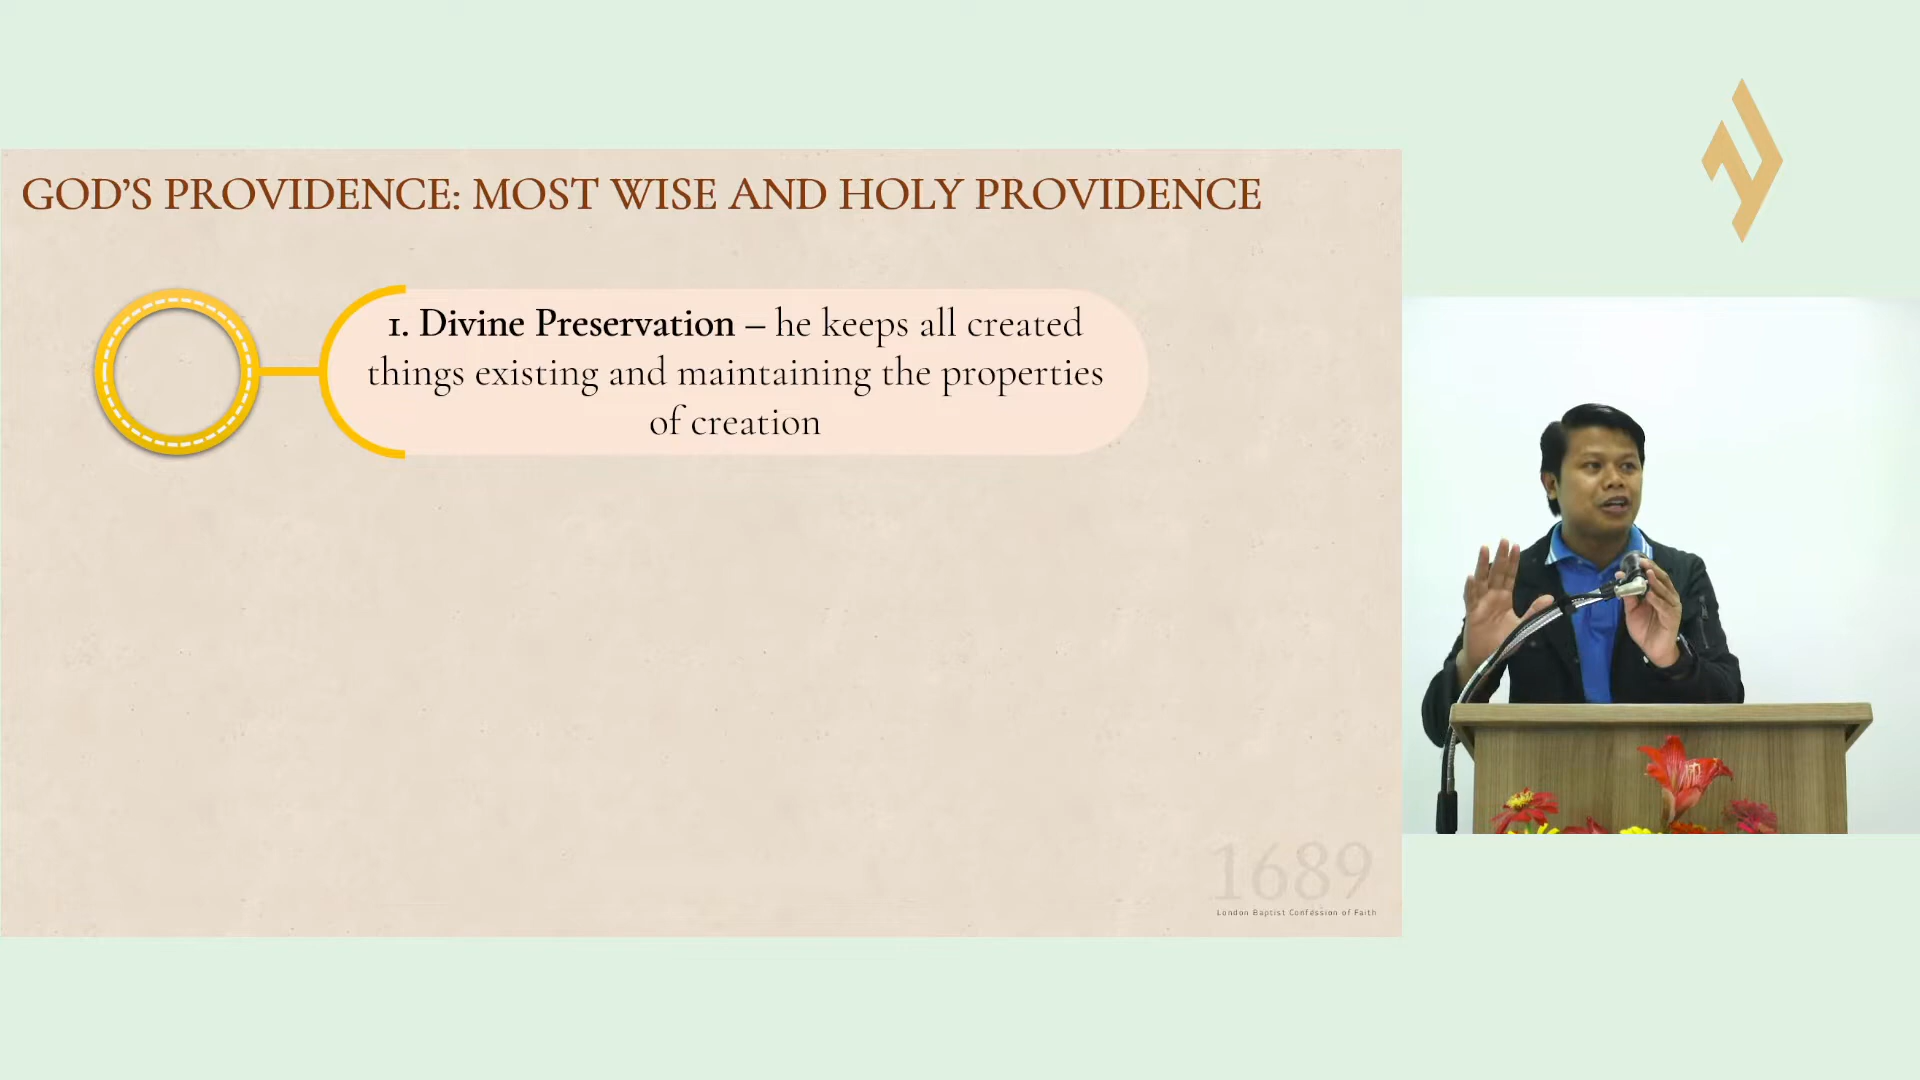 GOD’S PROVIDENCE: MOST WISE AND HOLY PROVIDENCE
1. Divine Preservation – he keeps all created
things existing and maintaining the properties
of creation
1689
London Baptist Confession of Faith